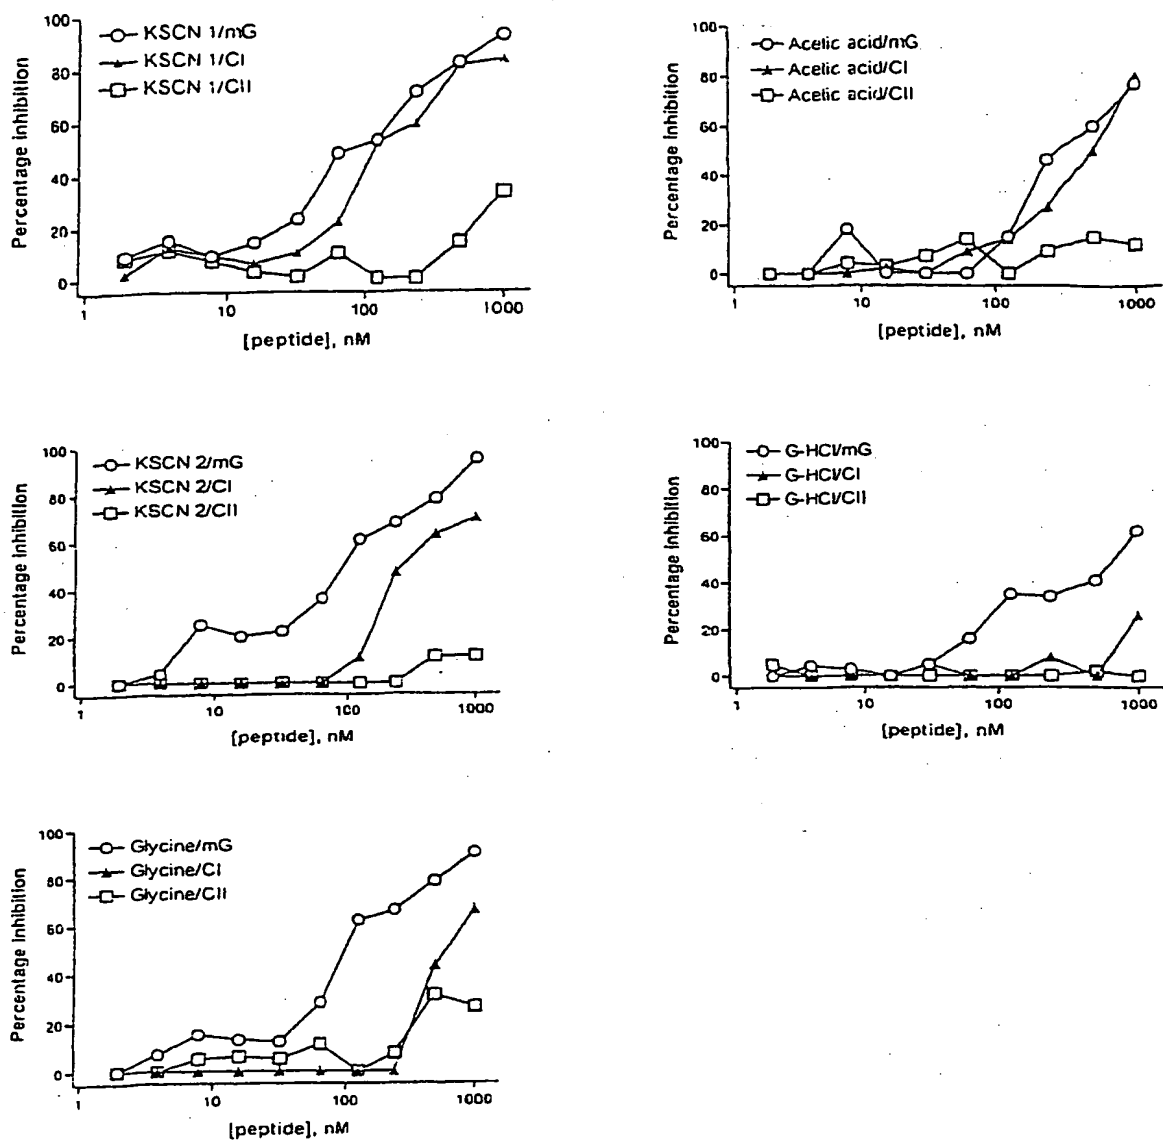 Percentage Inhibition
100
80
60
40
20
0
KSCN 1/mG
KSCN 1/CI
KSCN 1/CII
1
10
100
1000
[peptide], nM
Percentage Inhibition
100
80
60
40
20
0
Acetic acid/mG
Acetic acid/CI
Acetic acid/CII
1
10
100
1000
[peptide], nM
Percentage Inhibition
100
80
60
40
20
0
KSCN 2/mG
KSCN 2/CI
KSCN 2/CII
1
10
100
1000
[peptide], nM
Percentage Inhibition
100
80
60
40
20
0
G-HCl/mG
G-HCl/CI
G-HCl/CII
1
10
100
1000
[peptide], nM
Percentage Inhibition
100
80
60
40
20
0
Glycine/mG
Glycine/CI
Glycine/CII
1
10
100
1000
[peptide], nM